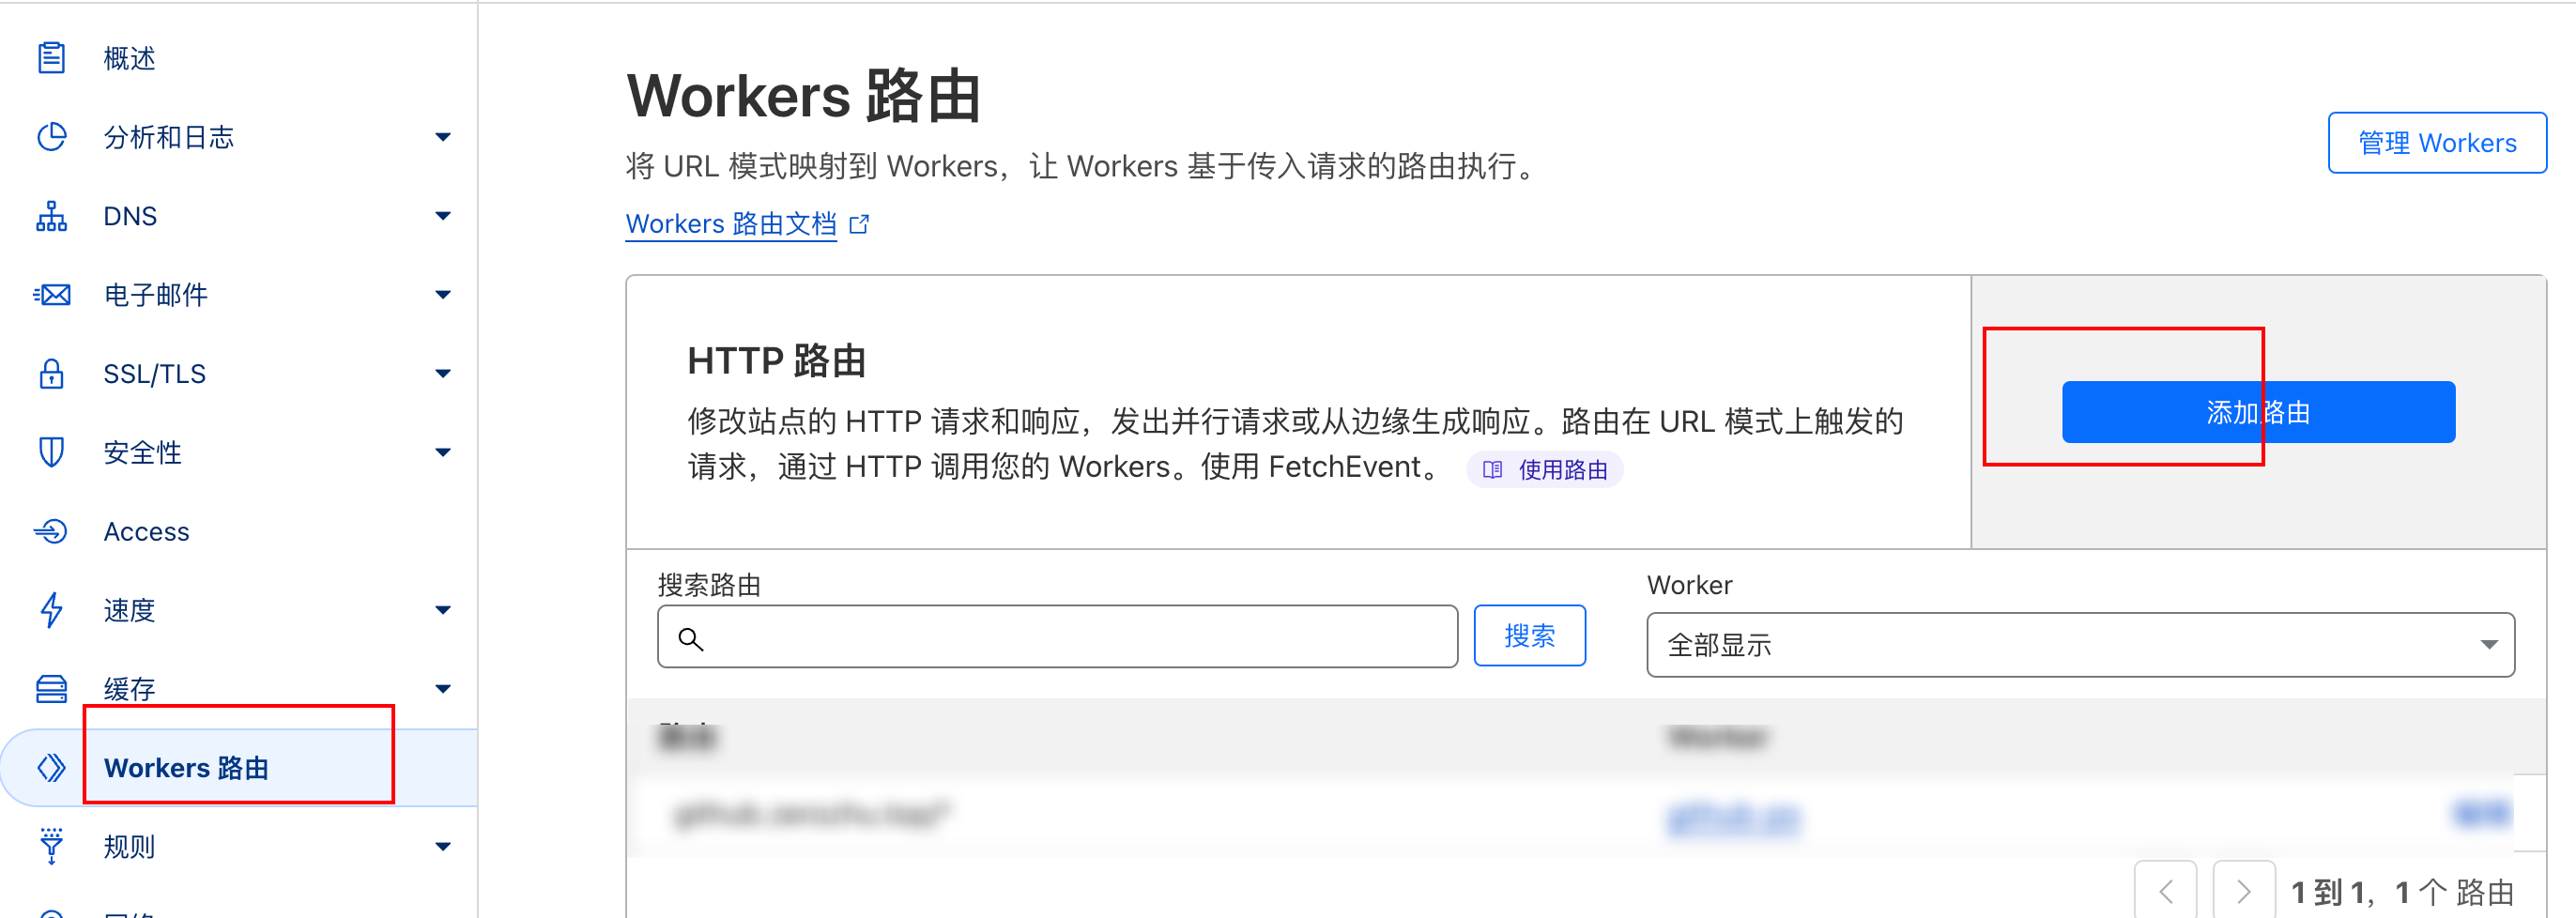 概述
分析和日志
DNS
电子邮件
SSL/TLS
安全性
Access
速度
缓存
Workers 路由
规则
Workers 路由
将 URL 模式映射到 Workers，让 Workers 基于传入请求的路由执行。
Workers 路由文档
管理 Workers
HTTP 路由
修改站点的 HTTP 请求和响应，发出并行请求或从边缘生成响应。路由在 URL 模式上触发的
请求，通过 HTTP 调用您的 Workers。使用 FetchEvent。 使用路由
添加路由
搜索路由
搜索
Worker
全部显示
1 到 1，1 个 路由